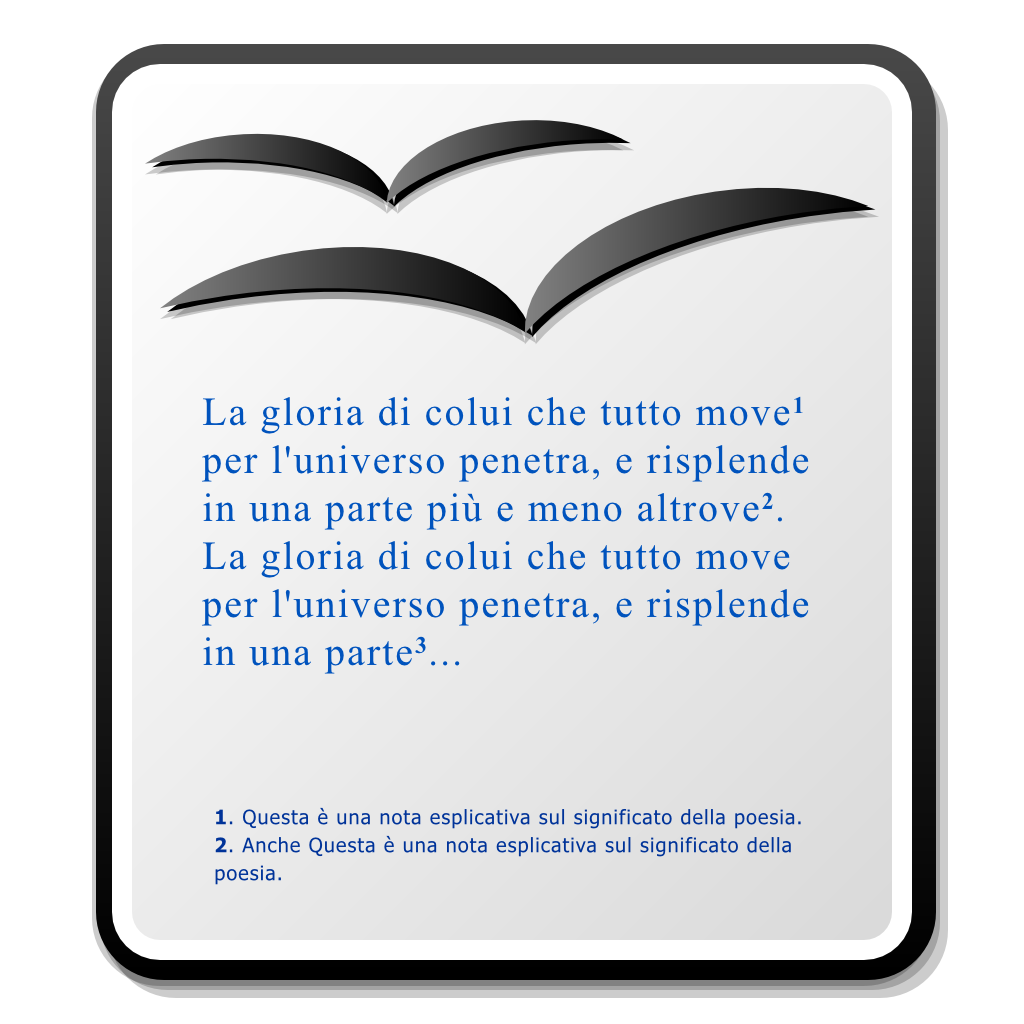 La gloria di colui che tutto move¹
per l'universo penetra, e risplende
in una parte più e meno altrove².
La gloria di colui che tutto move
per l'universo penetra, e risplende
in una parte³...
1. Questa è una nota esplicativa sul significato della poesia.
2. Anche Questa è una nota esplicativa sul significato della
poesia.